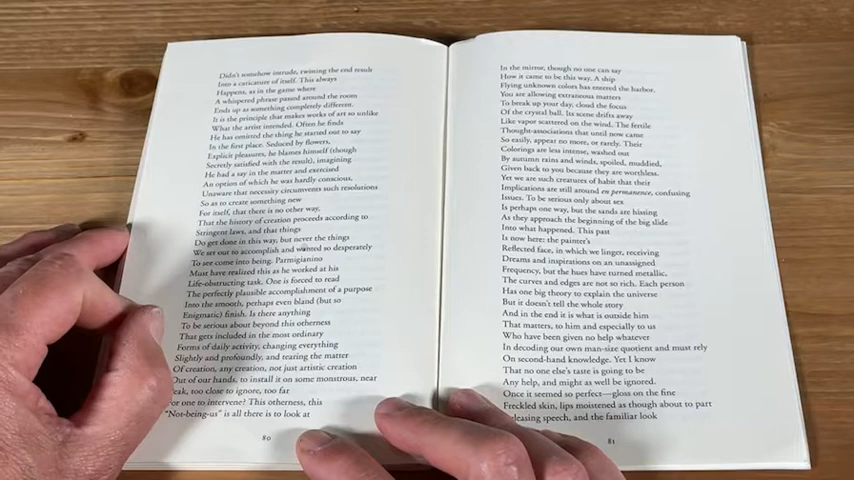 Didn't somehow intrude, twisting the end result
Into a caricature of itself. This always
Happens, as in the game where
A whispered phrase passed around the room
Ends up as something completely different.
It is the principle that makes works of art so unlike
What the artist intended. Often he finds
He has omitted the thing he started out to say
In the first place. Seduced by flowers,
Explicit pleasures, he blames himself (though
Secretly satisfied with the result), imagining
He had a say in the matter and exercised
An option of which he was hardly conscious,
Unaware that necessity circumvents such resolutions
So as to create something new
For itself, that there is no other way,
That the history of creation proceeds according to
Stringent laws, and that things
Do get done in this way, but never the things
We set out to accomplish and wanted so desperately
To see come into being. Parmigianino
Must have realized this as he worked at his
Life-obstructing task. One is forced to read
The perfectly plausible accomplishment of a purpose
Into the smooth, perhaps even bland (but so
Enigmatic) finish. Is there anything
To be serious about beyond this otherness
That gets included in the most ordinary
Forms of daily activity, changing everything
Slightly and profoundly, and tearing the matter
Of creation, any creation, not just artistic creation
Out of our hands, to install it on some monstrous, near
Peak, too close to ignore, too far
For one to intervene? This otherness, this
"Not-being-us" is all there is to look at
80
In the mirror, though no one can say
How it came to be this way. A ship
Flying unknown colors has entered the harbor.
You are allowing extraneous matters
To break up your day, cloud the focus
Of the crystal ball. Its scene drifts away
Like vapor scattered on the wind. The fertile
Thought-associations that until now came
So easily, appear no more, or rarely. Their
Colorings are less intense, washed out
By autumn rains and winds, spoiled, muddied,
Given back to you because they are worthless.
Yet we are such creatures of habit that their
Implications are still around en permanence, confusing
Issues. To be serious only about sex
Is perhaps one way, but the sands are hissing
As they approach the beginning of the big slide
Into what happened. This past
Is now here: the painter's
Reflected face, in which we linger, receiving
Dreams and inspirations on an unassigned
Frequency, but the hues have turned metallic,
The curves and edges are not so rich. Each person
Has one big theory to explain the universe
But it doesn't tell the whole story
And in the end it is what is outside him
That matters, to him and especially to us
Who have been given no help whatever
In decoding our own man-size quotient and must rely
On second-hand knowledge. Yet I know
That no one else's taste is going to be
Any help, and might as well be ignored.
Once it seemed so perfect—gloss on the fine
Freckled skin, lips moistened as though about to part
Releasing speech, and the familiar look
81